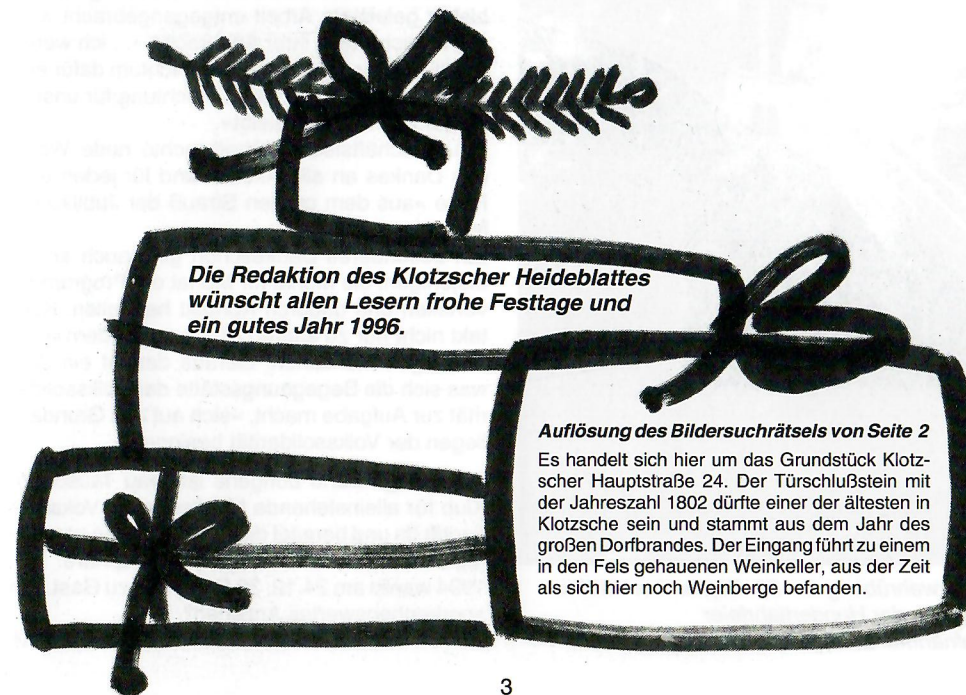 Die Redaktion des Klotzscher Heideblattes
wünscht allen Lesern frohe Festtage und
ein gutes Jahr 1996.
Auflösung des Bildersuchrätsels von Seite 2
Es handelt sich hier um das Grundstück Klotz-
scher Hauptstraße 24. Der Türschlußstein mit
der Jahreszahl 1802 dürfte einer der ältesten in
Klotzsche sein und stammt aus dem Jahr des
großen Dorfbrandes. Der Eingang führt zu einem
in den Fels gehauenen Weinkeller, aus der Zeit
als sich hier noch Weinberge befanden.
3